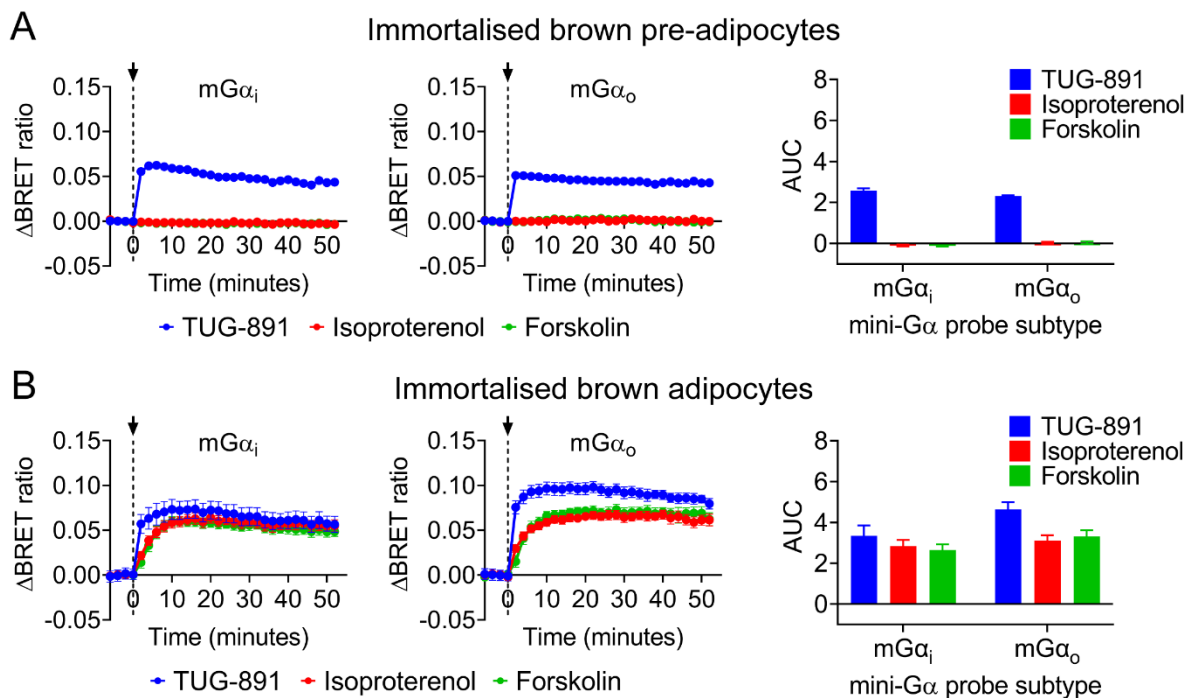 A
Immortalised brown pre-adipocytes
mGαi
ΔBRET ratio
0.15
0.10
0.05
0.00
-0.05
0 10 20 30 40 50
Time (minutes)
mGαo
ΔBRET ratio
0.15
0.10
0.05
0.00
-0.05
0 10 20 30 40 50
Time (minutes)
TUG-891 Isoproterenol Forskolin
TUG-891
Isoproterenol
Forskolin
AUC
8
6
4
2
0
mGαi mGαo
mini-Gα probe subtype
B
Immortalised brown adipocytes
mGαi
ΔBRET ratio
0.15
0.10
0.05
0.00
-0.05
0 10 20 30 40 50
Time (minutes)
mGαo
ΔBRET ratio
0.15
0.10
0.05
0.00
-0.05
0 10 20 30 40 50
Time (minutes)
TUG-891 Isoproterenol Forskolin
TUG-891
Isoproterenol
Forskolin
AUC
8
6
4
2
0
mGαi mGαo
mini-Gα probe subtype